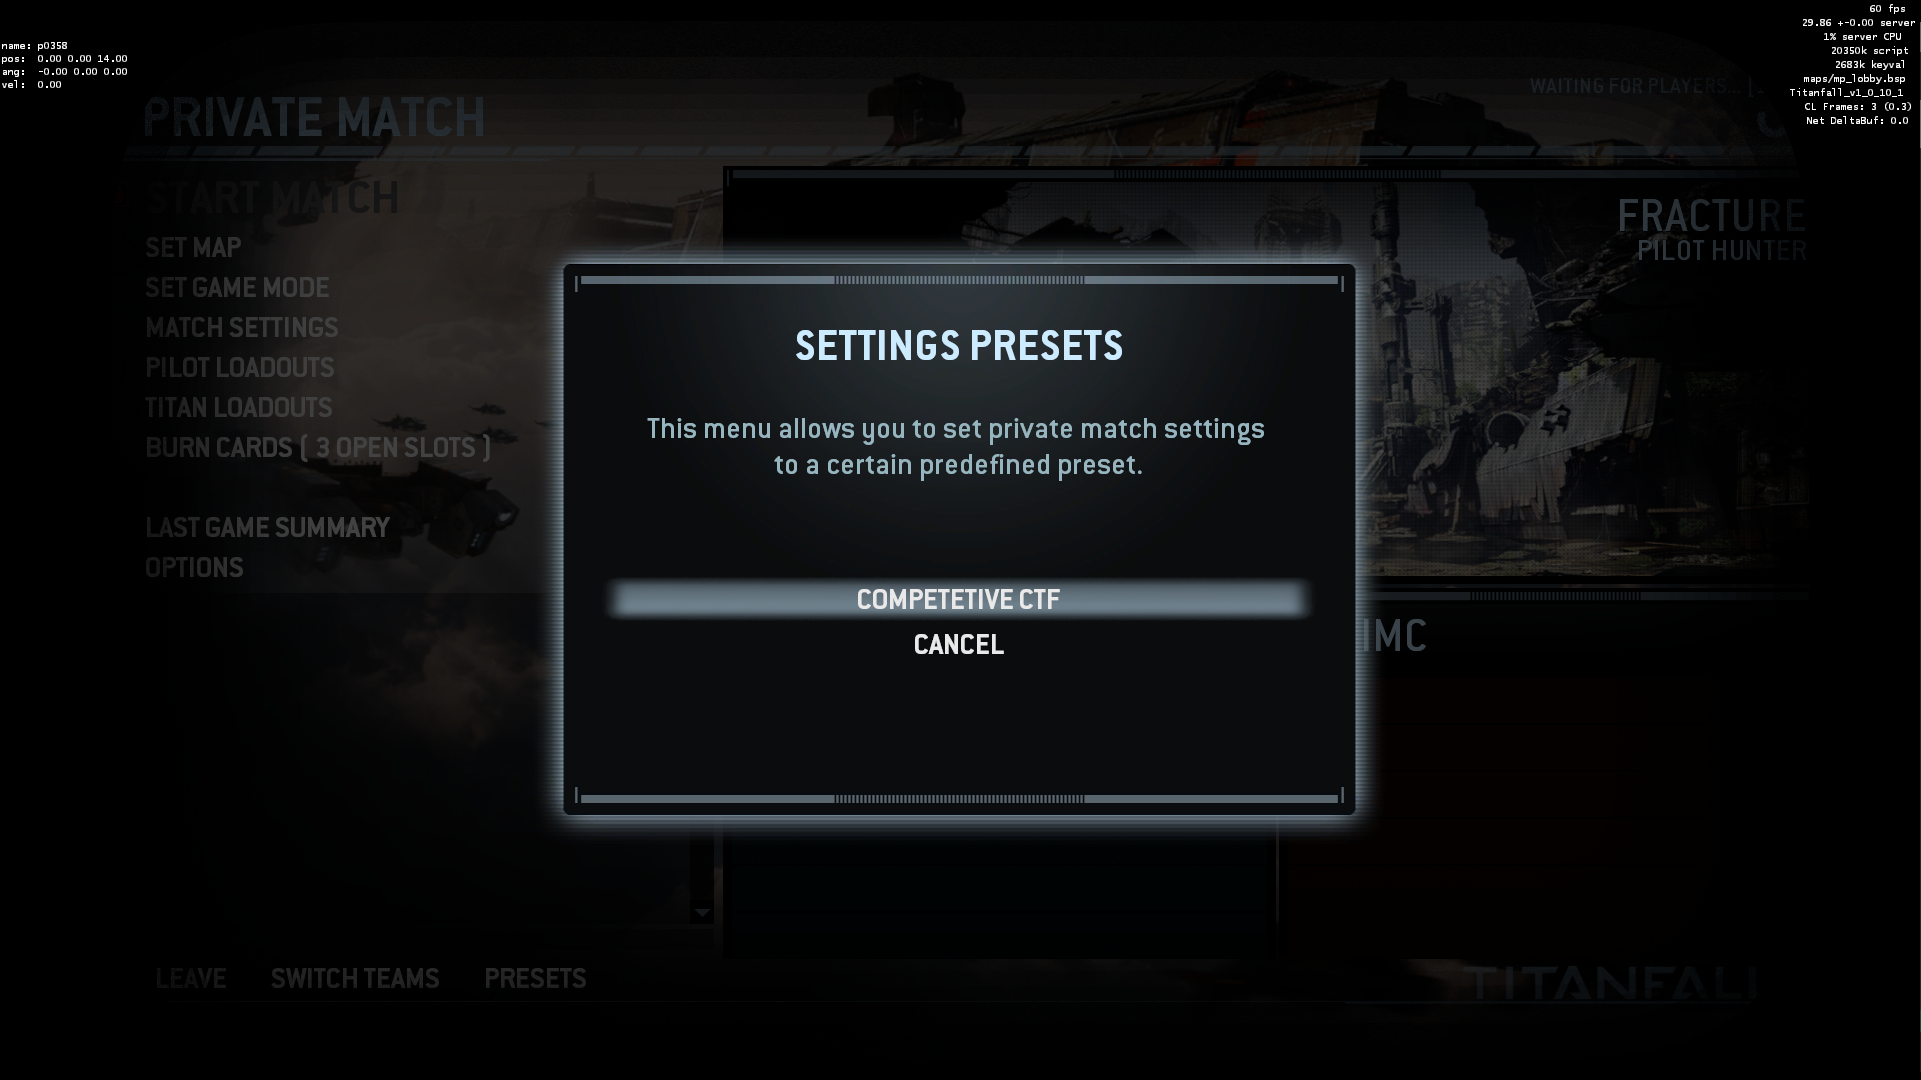 60 fps
29.86 +-0.00 server
1% server CPU
20350k script
2683k keyval
maps/mp_lobby.bsp
Titanfall_v1_0_10_1
CL Frames: 3 (0.3)
Net DeltaBuf: 0.0
name: p0358
pos: 0.00 0.00 14.00
ang: -0.00 0.00 0.00
vel: 0.00
WAITING FOR PLAYERS...
PRIVATE MATCH
START MATCH
SET MAP
SET GAME MODE
MATCH SETTINGS
PILOT LOADOUTS
TITAN LOADOUTS
BURN CARDS ( 3 OPEN SLOTS )
LAST GAME SUMMARY
OPTIONS
FRACTURE
PILOT HUNTER
SETTINGS PRESETS
This menu allows you to set private match settings
to a certain predefined preset.
COMPETETIVE CTF
CANCEL
IMC
LEAVE SWITCH TEAMS PRESETS
TITANFALL